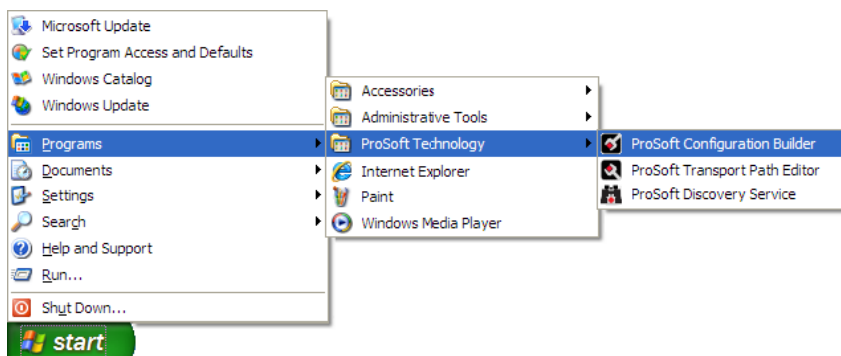 Microsoft Update
Set Program Access and Defaults
Windows Catalog
Windows Update
Programs
Documents
Settings
Search
Help and Support
Run...
Shut Down...
start
Accessories
Administrative Tools
ProSoft Technology
Internet Explorer
Paint
Windows Media Player
ProSoft Configuration Builder
ProSoft Transport Path Editor
ProSoft Discovery Service